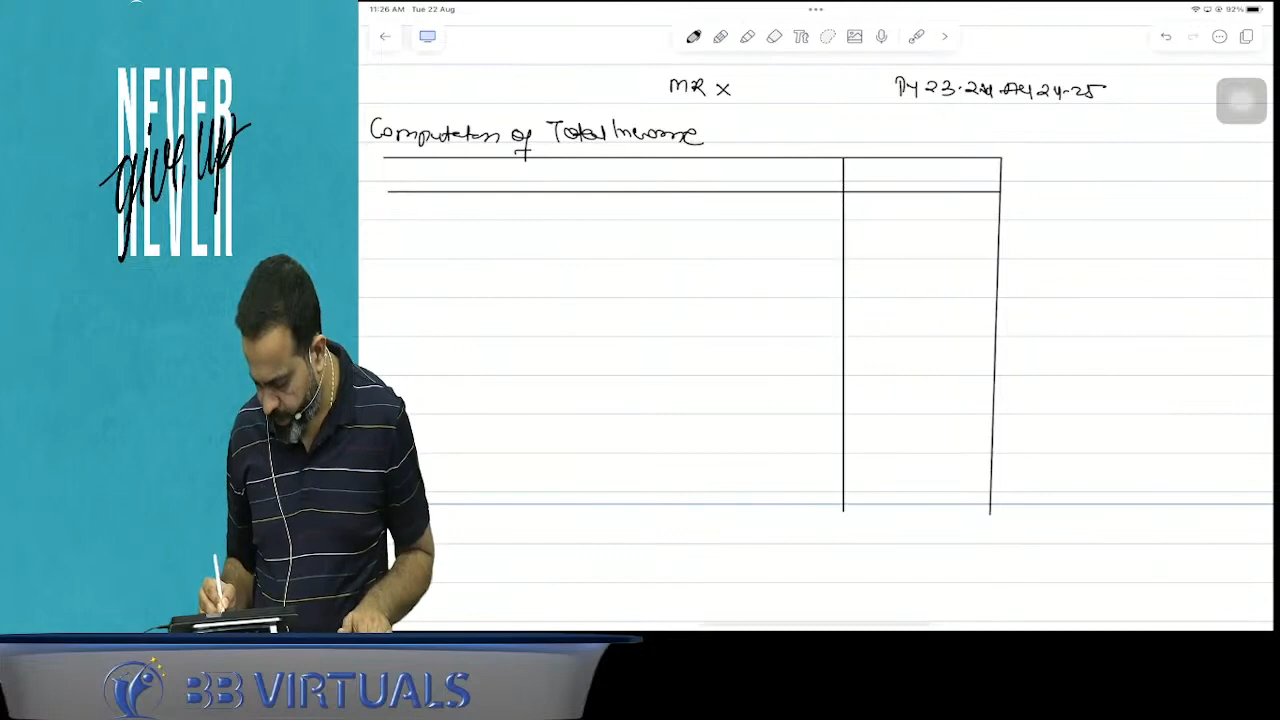 11:26 AM Tue 22 Aug
92%
NEVER
give up
NEVER
MR X
PY 23-24 AY 24-25
Computation of Total Income
BB VIRTUALS